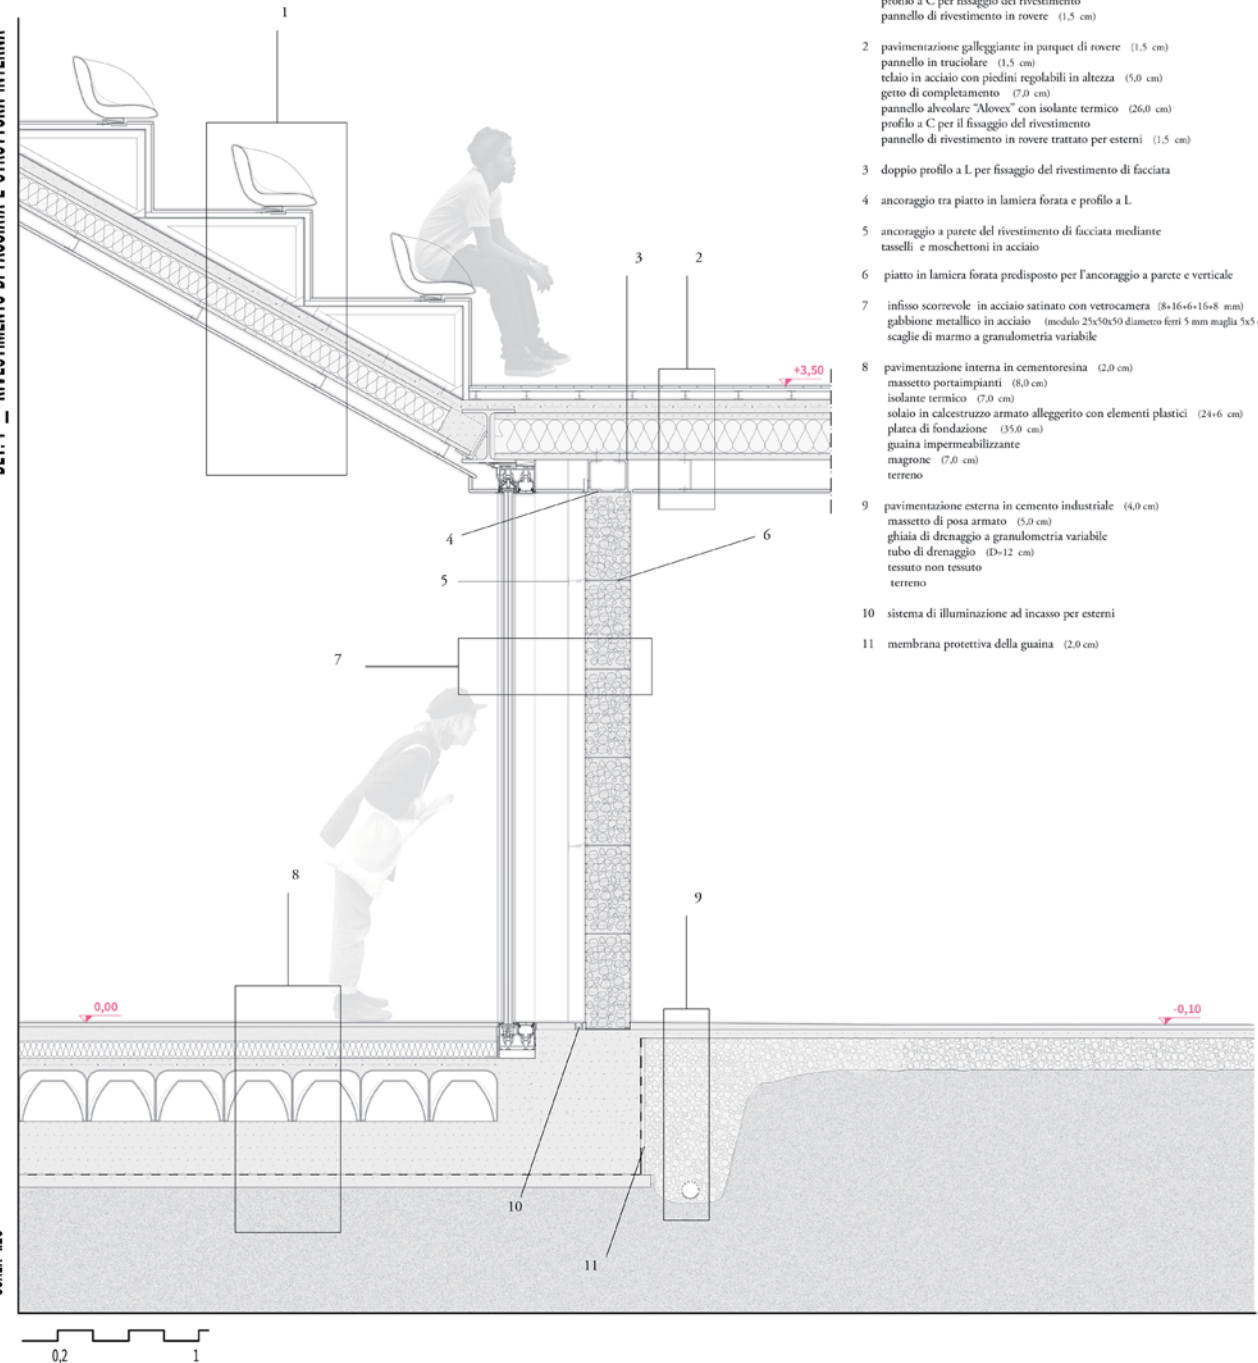 profilo a C per fissaggio del rivestimento
pannello di rivestimento in rovere (1,5 cm)
2 pavimentazione galleggiante in parquet di rovere (1,5 cm)
pannello in truciolare (1,5 cm)
telaio in acciaio con piedini regolabili in altezza (5,0 cm)
getto di completamento (7,0 cm)
pannello alveolare “Alovex” con isolante termico (26,0 cm)
profilo a C per il fissaggio del rivestimento
pannello di rivestimento in rovere trattato per esterni (1,5 cm)
3 doppio profilo a L per fissaggio del rivestimento di facciata
4 ancoraggio tra piatto in lamiera forata e profilo a L
5 ancoraggio a parete del rivestimento di facciata mediante
tasselli e moschettoni in acciaio
6 piatto in lamiera forata predisposto per l'ancoraggio a parete e verticale
7 infisso scorrevole in acciaio satinato con vetrocamera (8+16+6+16+8 mm)
gabbione metallico in acciaio (modulo 25x50x50 diametro ferri 5 mm maglia 5x5
scaglie di marmo a granulometria variabile
8 pavimentazione interna in cementoresina (2,0 cm)
massetto portaimpianti (8,0 cm)
isolante termico (7,0 cm)
solaio in calcestruzzo armato alleggerito con elementi plastici (24+6 cm)
platea di fondazione (35,0 cm)
guaina impermeabilizzante
magrone (7,0 cm)
terreno
9 pavimentazione esterna in cemento industriale (4,0 cm)
massetto di posa armato (5,0 cm)
ghiaia di drenaggio a granulometria variabile
tubo di drenaggio (D=12 cm)
tessuto non tessuto
terreno
10 sistema di illuminazione ad incasso per esterni
11 membrana protettiva della guaina (2,0 cm)
1
3
2
+3,50
4
6
5
7
8
9
0,00
-0,10
10
11
0,2
1